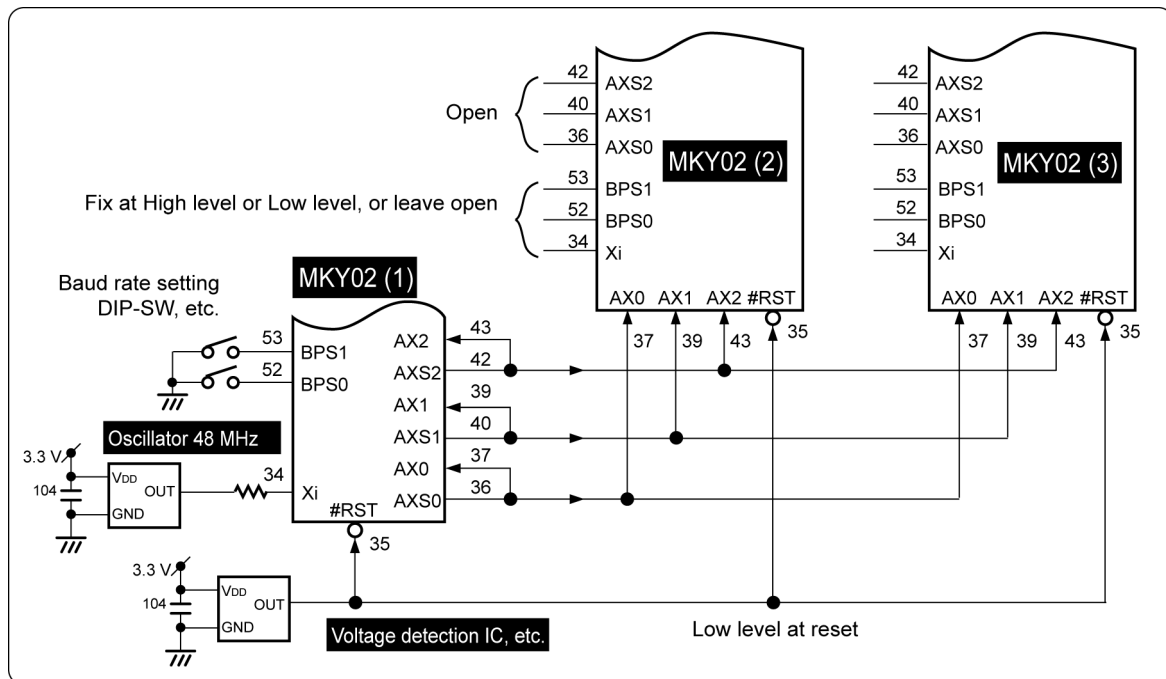 42 AXS2
40 AXS1
36 AXS0
Open
MKY02 (2)
53 BPS1
52 BPS0
34 Xi
Fix at High level or Low level, or leave open
AX0 AX1 AX2 #RST
37 39 43 35
42 AXS2
40 AXS1
36 AXS0
MKY02 (3)
53 BPS1
52 BPS0
34 Xi
AX0 AX1 AX2 #RST
37 39 43 35
MKY02 (1)
Baud rate setting
DIP-SW, etc.
53 BPS1
52 BPS0
AX2 43
AXS2 42
AX1 39
AXS1 40
AX0 37
AXS0 36
Oscillator 48 MHz
3.3 V
104
VDD
OUT
GND
34 Xi
#RST
35
3.3 V
104
VDD
OUT
GND
Voltage detection IC, etc.
Low level at reset